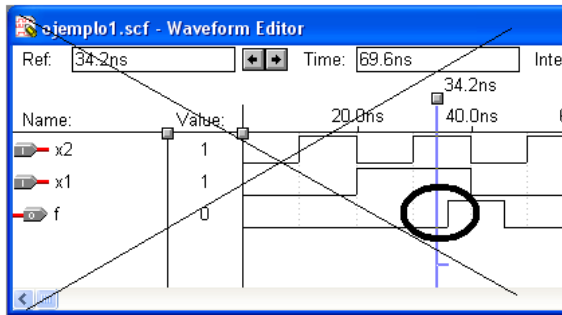 ejemplo1.scf - Waveform Editor
Ref: 34.2ns Time: 69.6ns Inte
34.2ns
Name: Value: 20.0ns 40.0ns 6
x2 1
x1 1
f 0